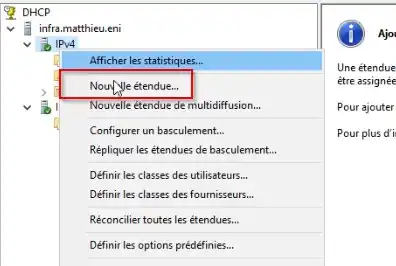 DHCP
infra.matthieu.eni
IPv4
Afficher les statistiques...
Nouvelle étendue...
Nouvelle étendue de multidiffusion...
Configurer un basculement...
Répliquer les étendues de basculement...
Définir les classes des utilisateurs...
Définir les classes des fournisseurs...
Réconcilier toutes les étendues...
Définir les options prédéfinies...
Ajou
Une étendue
être assignée
Pour ajouter
Pour plus d'i